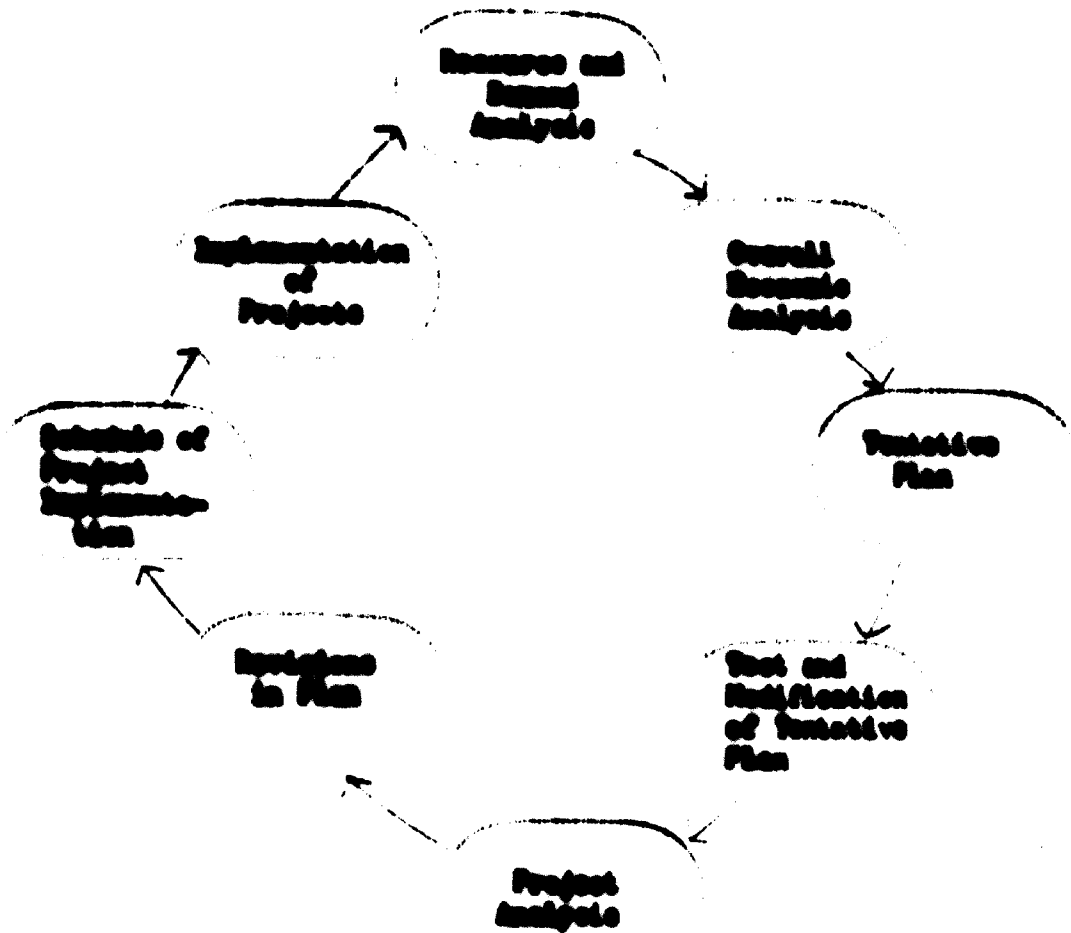 Resource and
Demand
Analysis
Overall
Economic
Analysis
Tentative
Plan
Test and
Modification
of Tentative
Plan
Project
Analysis
Revisions
in Plan
Schedule of
Project
Implementa-
tion
Implementation
of
Projects